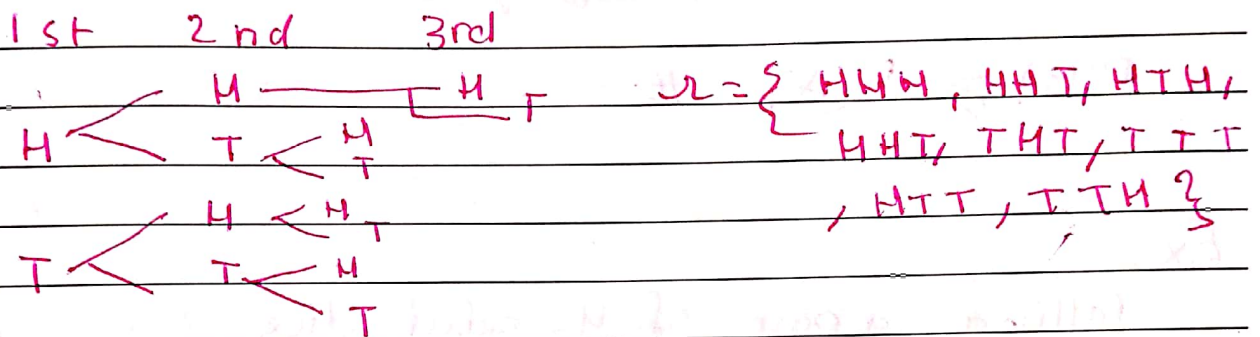 1st 2nd 3rd
H H H T Ω = { HHH, HHT, HTH,
T H T HHT, THT, TTT
T H H T , HTT, TTH }
T H
T